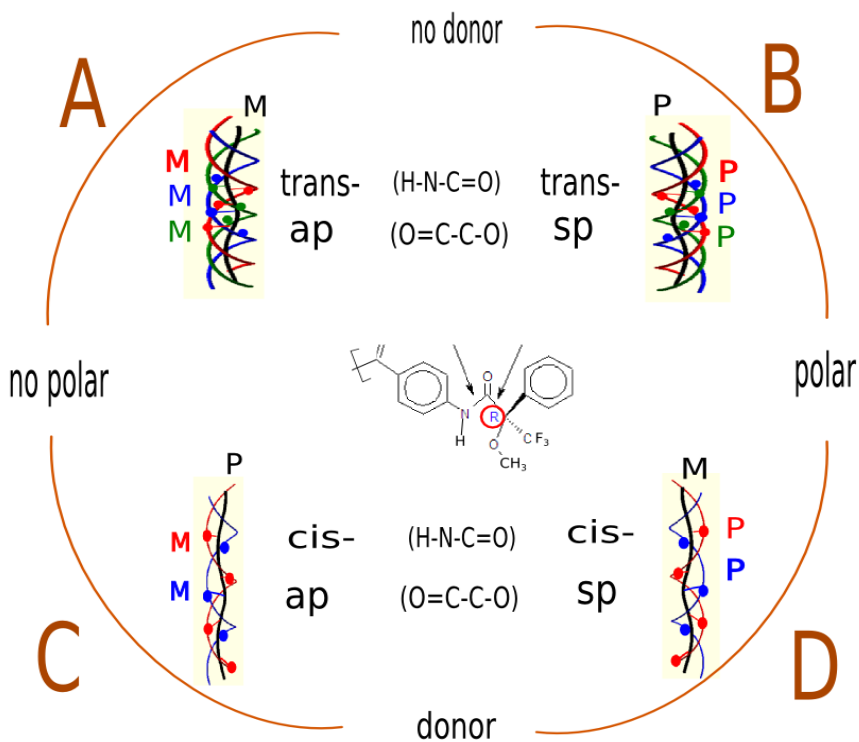 no donor
A
B
M
P
M
M
M
trans-
ap
(H-N-C=O)
(O=C-C-O)
trans-
sp
P
P
P
no polar
polar
O
N
H
R
O
CF3
CH3
P
M
M
M
cis-
ap
(H-N-C=O)
(O=C-C-O)
cis-
sp
P
P
C
D
donor